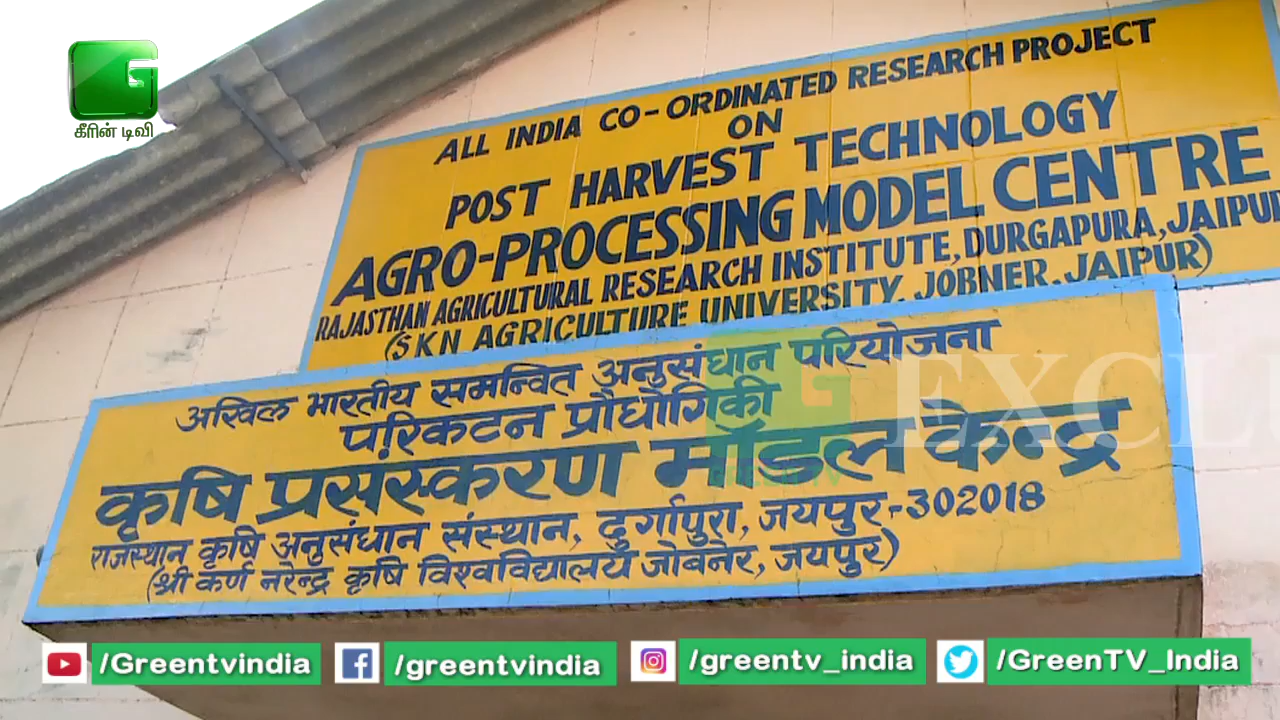 கிரின் டிவி
ALL INDIA CO-ORDINATED RESEARCH PROJECT
ON
POST HARVEST TECHNOLOGY
AGRO-PROCESSING MODEL CENTRE
RAJASTHAN AGRICULTURAL RESEARCH INSTITUTE, DURGAPURA, JAIPUR
(S K N AGRICULTURE UNIVERSITY, JOBNER, JAIPUR)
अखिल भारतीय समन्वित अनुसंधान परियोजना
परिकटन प्रौधौगिकी
कृषि प्रसंस्करण मॉडल केन्द्र
राजस्थान कृषि अनुसंधान संस्थान, दुर्गापुरा, जयपुर-302018
(श्री कर्ण नरेन्द्र कृषि विश्वविद्यालय जोबनेर, जयपुर)
EXCLU
/Greentvindia
/greentvindia
/greentv_india
/GreenTV_India